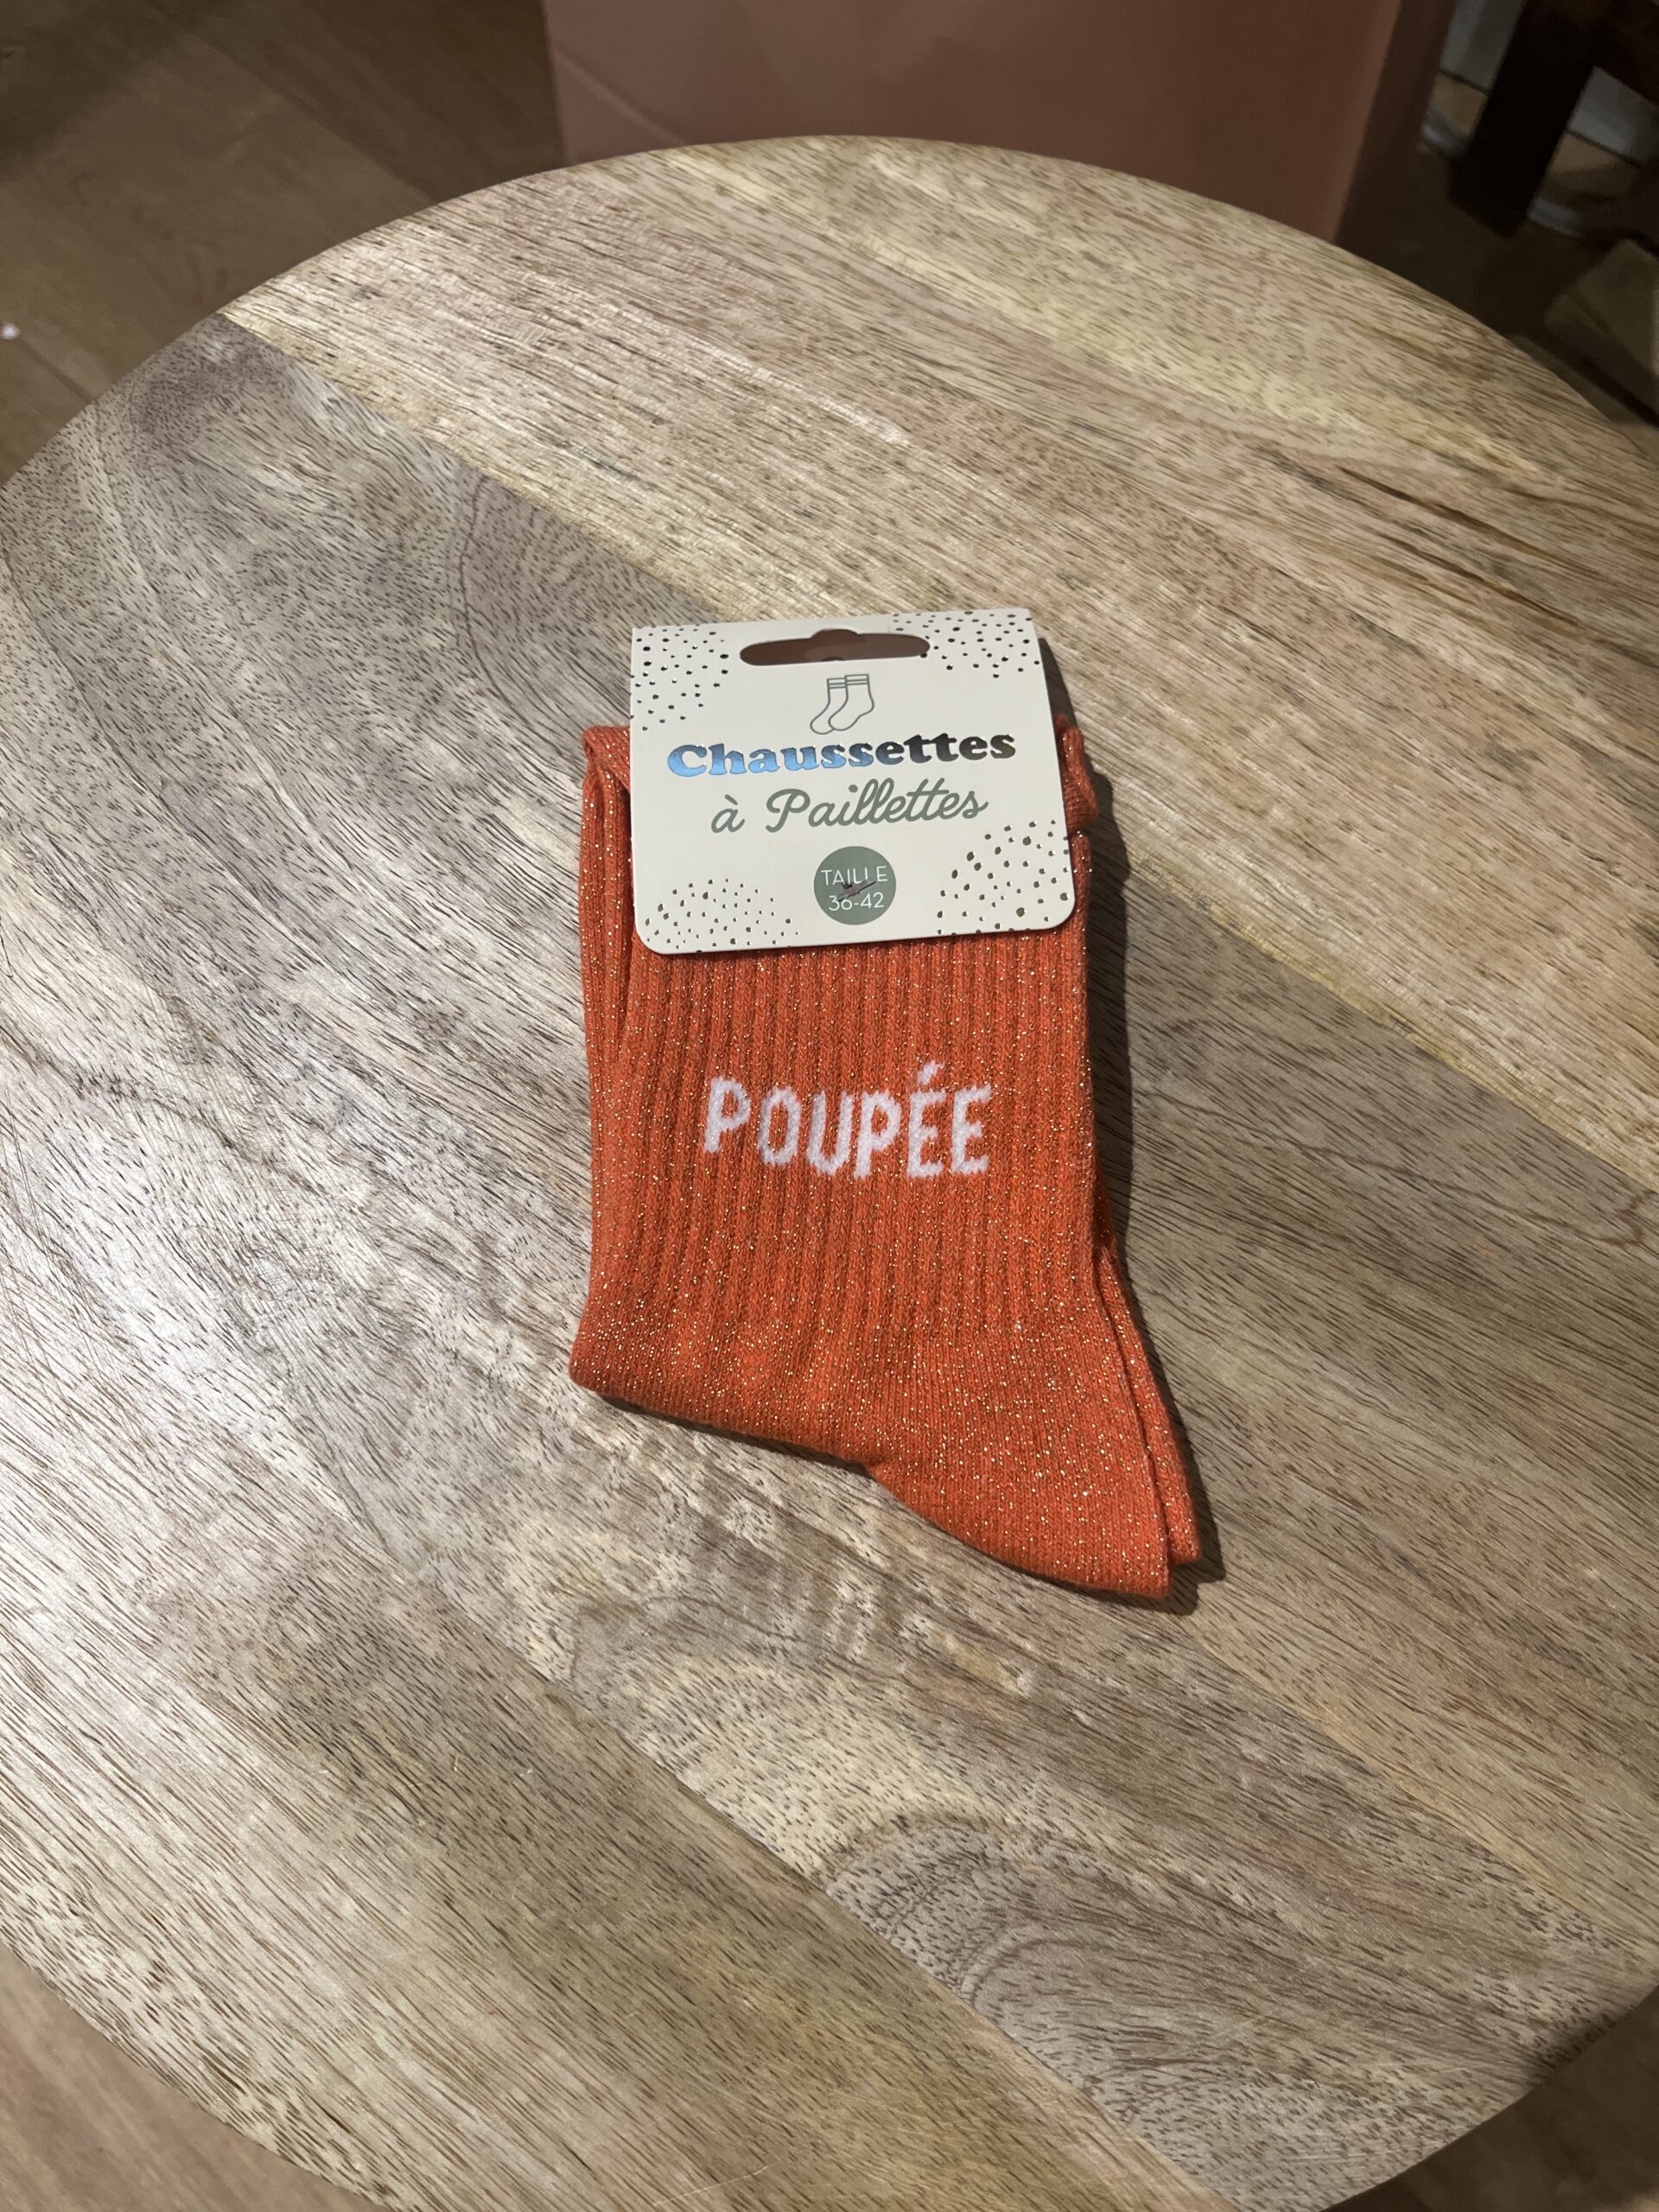 Chaussettes
à Paillettes
TAILLE
36-42
POUPÉE